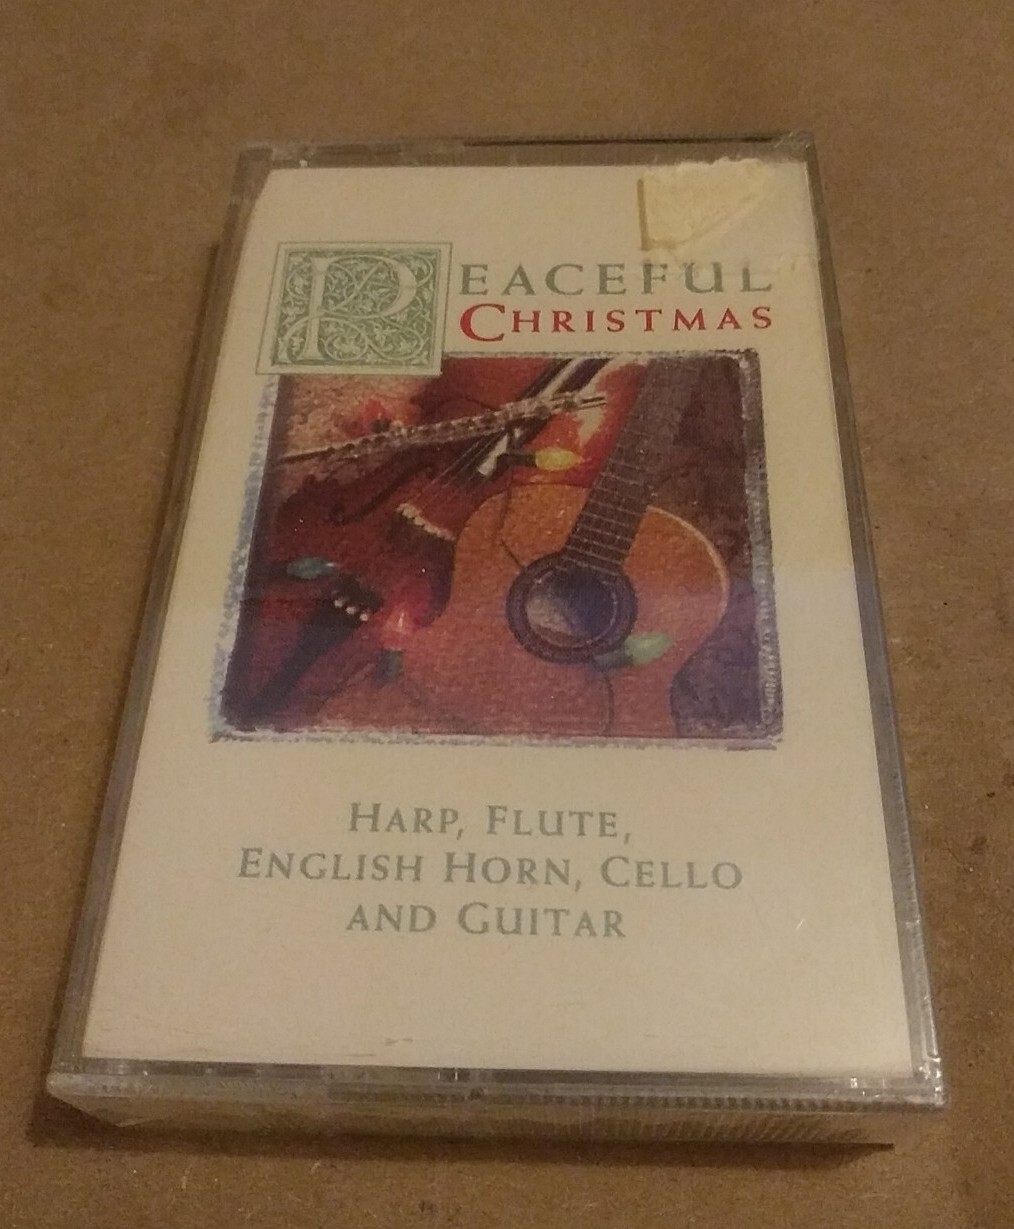 PEACEFUL
CHRISTMAS
HARP, FLUTE,
ENGLISH HORN, CELLO
AND GUITAR